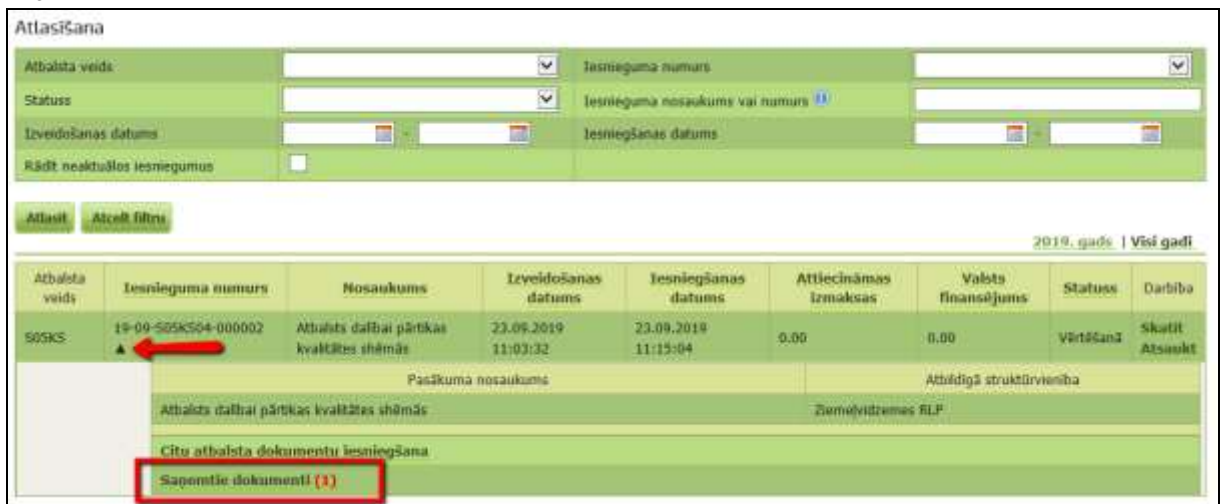 Atlasīšana
Atbalsta veids
Iesnieguma numurs
Statuss
Iesnieguma nosaukums vai numurs
Izveidošanas datums
-
Iesniegšanas datums
-
Rādīt neaktuālos iesniegumus
Atlasīt Atcelt filtru
2019. gads | Visi gadi
Atbalsta veids Iesnieguma numurs Nosaukums Izveidošanas datums Iesniegšanas datums Attiecināmas izmaksas Valsts finansējums Statuss Darbība
S05KS 19-09-S05KS04-000002 ▲ Atbalsts dalībai pārtikas kvalitātes shēmās 23.09.2019 11:03:32 23.09.2019 11:15:04 0.00 0.00 Vērtēšanā Skatīt Atsaukt
Pasākuma nosaukums Atbildīgā struktūrvienība
Atbalsts dalībai pārtikas kvalitātes shēmās Ziemeļvidzemes RLP
Citu atbalsta dokumentu iesniegšana
Saņemtie dokumenti (1)